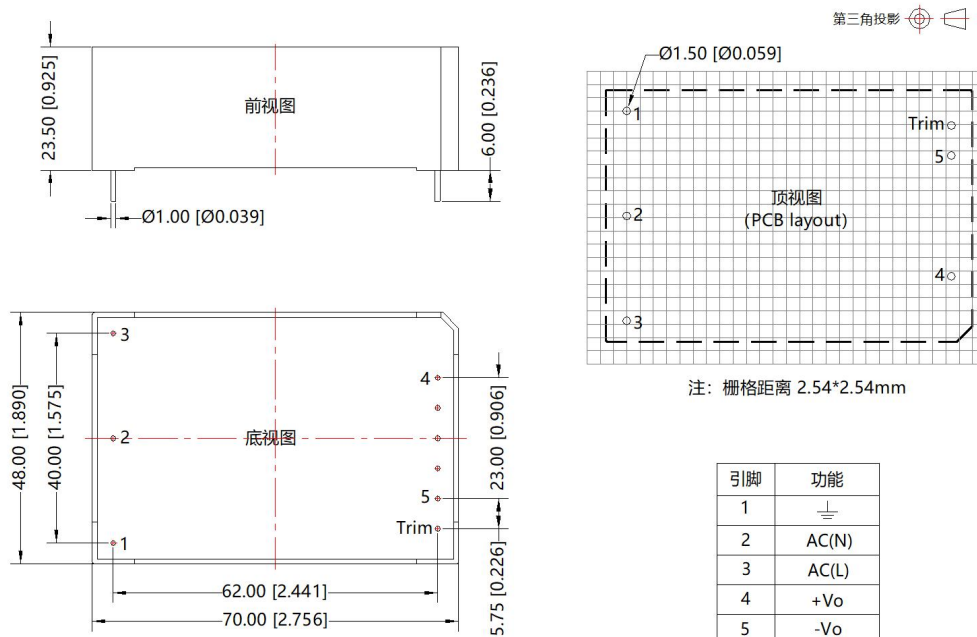 第三角投影
23.50 [0.925]
前视图
6.00 [0.236]
Ø1.00 [Ø0.039]
Ø1.50 [Ø0.059]
1
Trim
5
2
顶视图
(PCB layout)
4
3
注: 栅格距离 2.54*2.54mm
3
4
48.00 [1.890]
40.00 [1.575]
2
底视图
23.00 [0.906]
5
Trim
1
5.75 [0.226]
62.00 [2.441]
70.00 [2.756]
引脚 功能
1
2 AC(N)
3 AC(L)
4 +Vo
5 -Vo